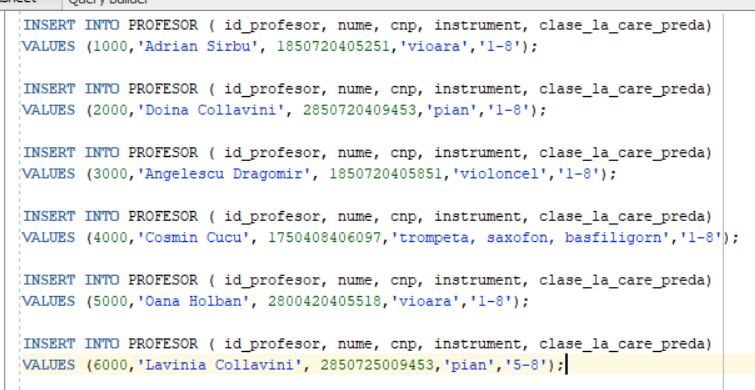 Query Builder
INSERT INTO PROFESOR ( id_profesor, nume, cnp, instrument, clase_la_care_preda)
VALUES (1000,'Adrian Sirbu', 1850720405251,'vioara','1-8');
INSERT INTO PROFESOR ( id_profesor, nume, cnp, instrument, clase_la_care_preda)
VALUES (2000,'Doina Collavini', 2850720409453,'pian','1-8');
INSERT INTO PROFESOR ( id_profesor, nume, cnp, instrument, clase_la_care_preda)
VALUES (3000,'Angelescu Dragomir', 1850720405851,'violoncel','1-8');
INSERT INTO PROFESOR ( id_profesor, nume, cnp, instrument, clase_la_care_preda)
VALUES (4000,'Cosmin Cucu', 1750408406097,'trompeta, saxofon, basfiligorn','1-8');
INSERT INTO PROFESOR ( id_profesor, nume, cnp, instrument, clase_la_care_preda)
VALUES (5000,'Oana Holban', 2800420405518,'vioara','1-8');
INSERT INTO PROFESOR ( id_profesor, nume, cnp, instrument, clase_la_care_preda)
VALUES (6000,'Lavinia Collavini', 2850725009453,'pian','5-8');